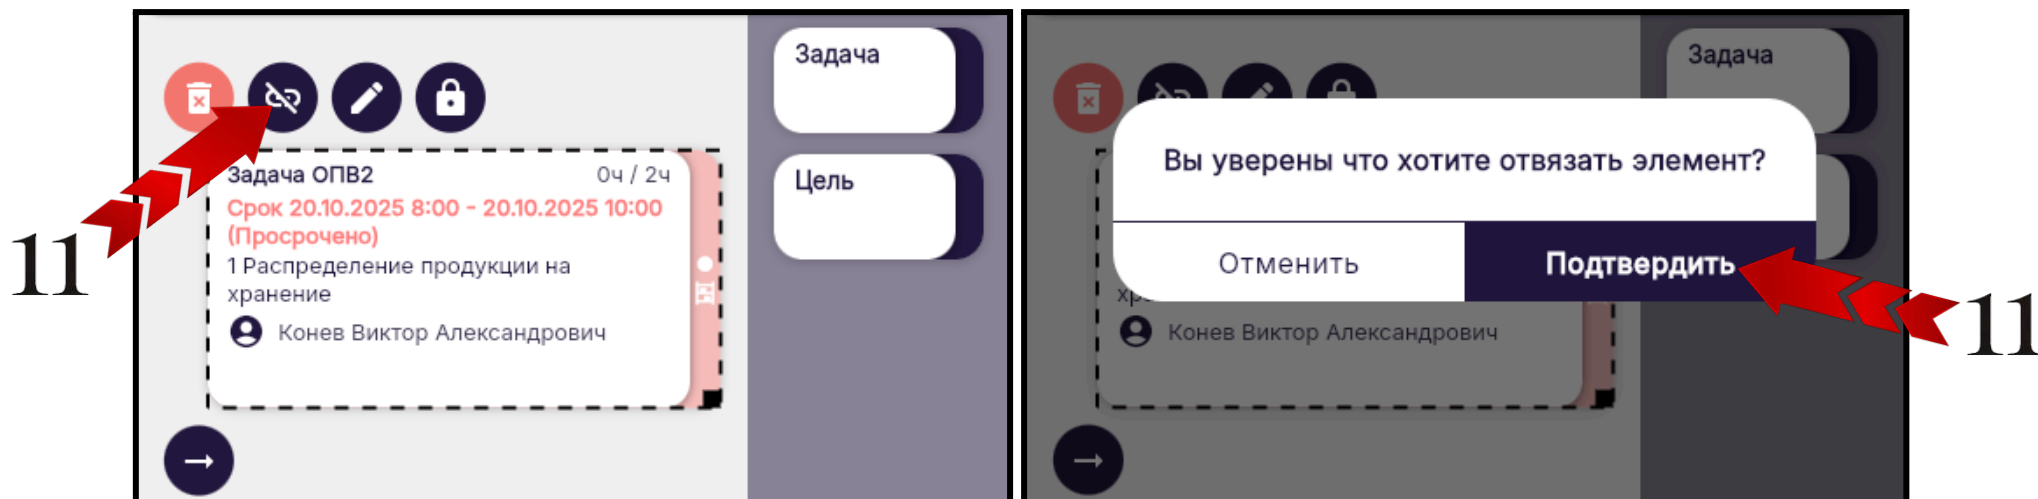 11
Задача ОПВ2 0ч / 2ч
Срок 20.10.2025 8:00 - 20.10.2025 10:00
(Просрочено)
1 Распределение продукции на
хранение
Конев Виктор Александрович
Задача
Цель
Задача
Вы уверены что хотите отвязать элемент?
Отменить
Подтвердить
хр
Конев Виктор Александрович
11